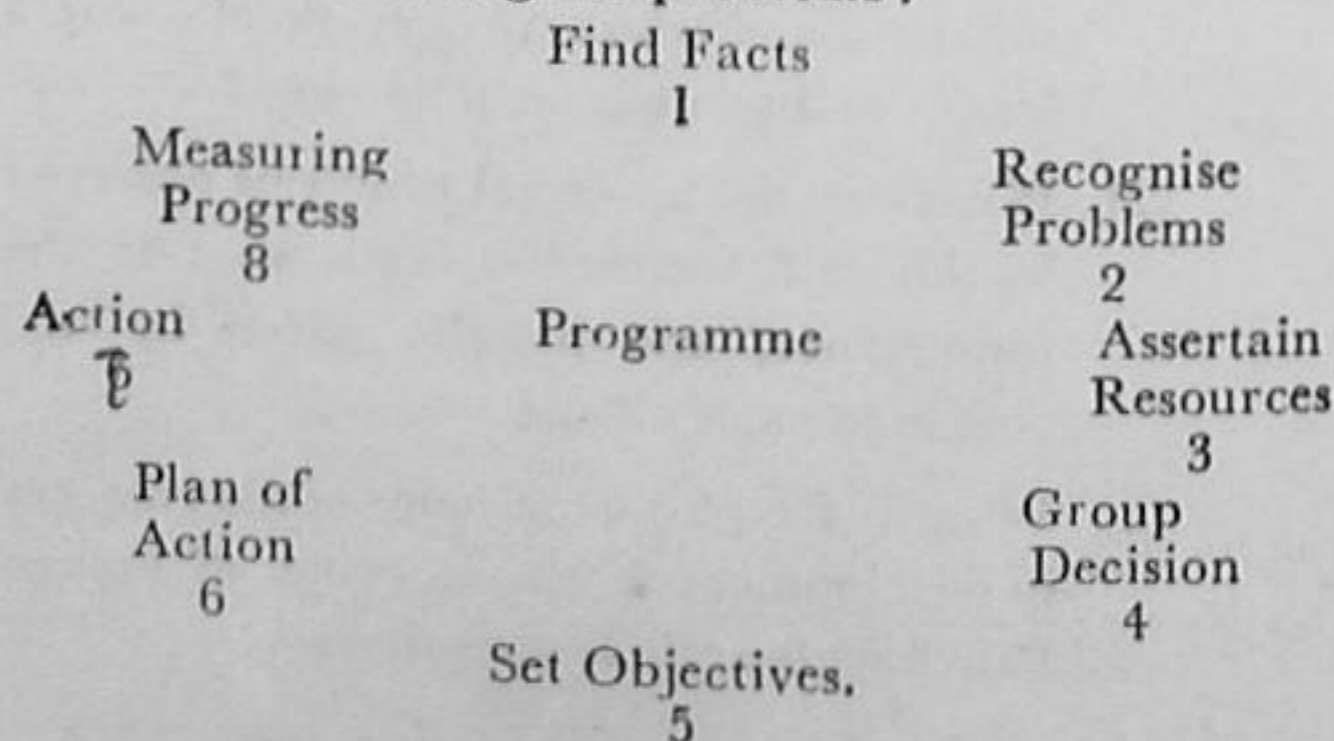 Find Facts
1
Measuring
Progress
8
Recognise
Problems
2
Action
Programme
Assertain
Resources
3
Plan of
Action
6
Group
Decision
4
Set Objectives.
5